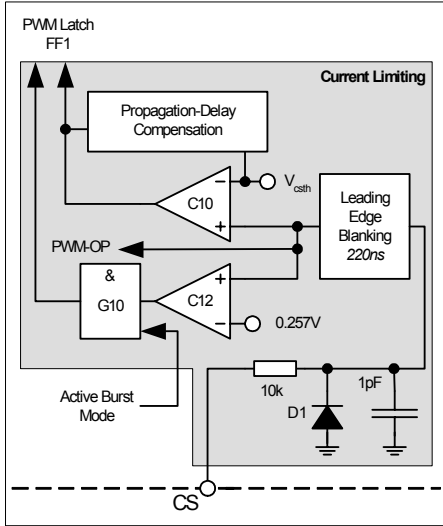 PWM Latch
FF1
Current Limiting
Propagation-Delay
Compensation
−
Vcsth
C10
+
Leading
Edge
Blanking
220ns
PWM-OP
&
G10
+
C12
−
0.257V
10k
1pF
Active Burst
Mode
D1
CS